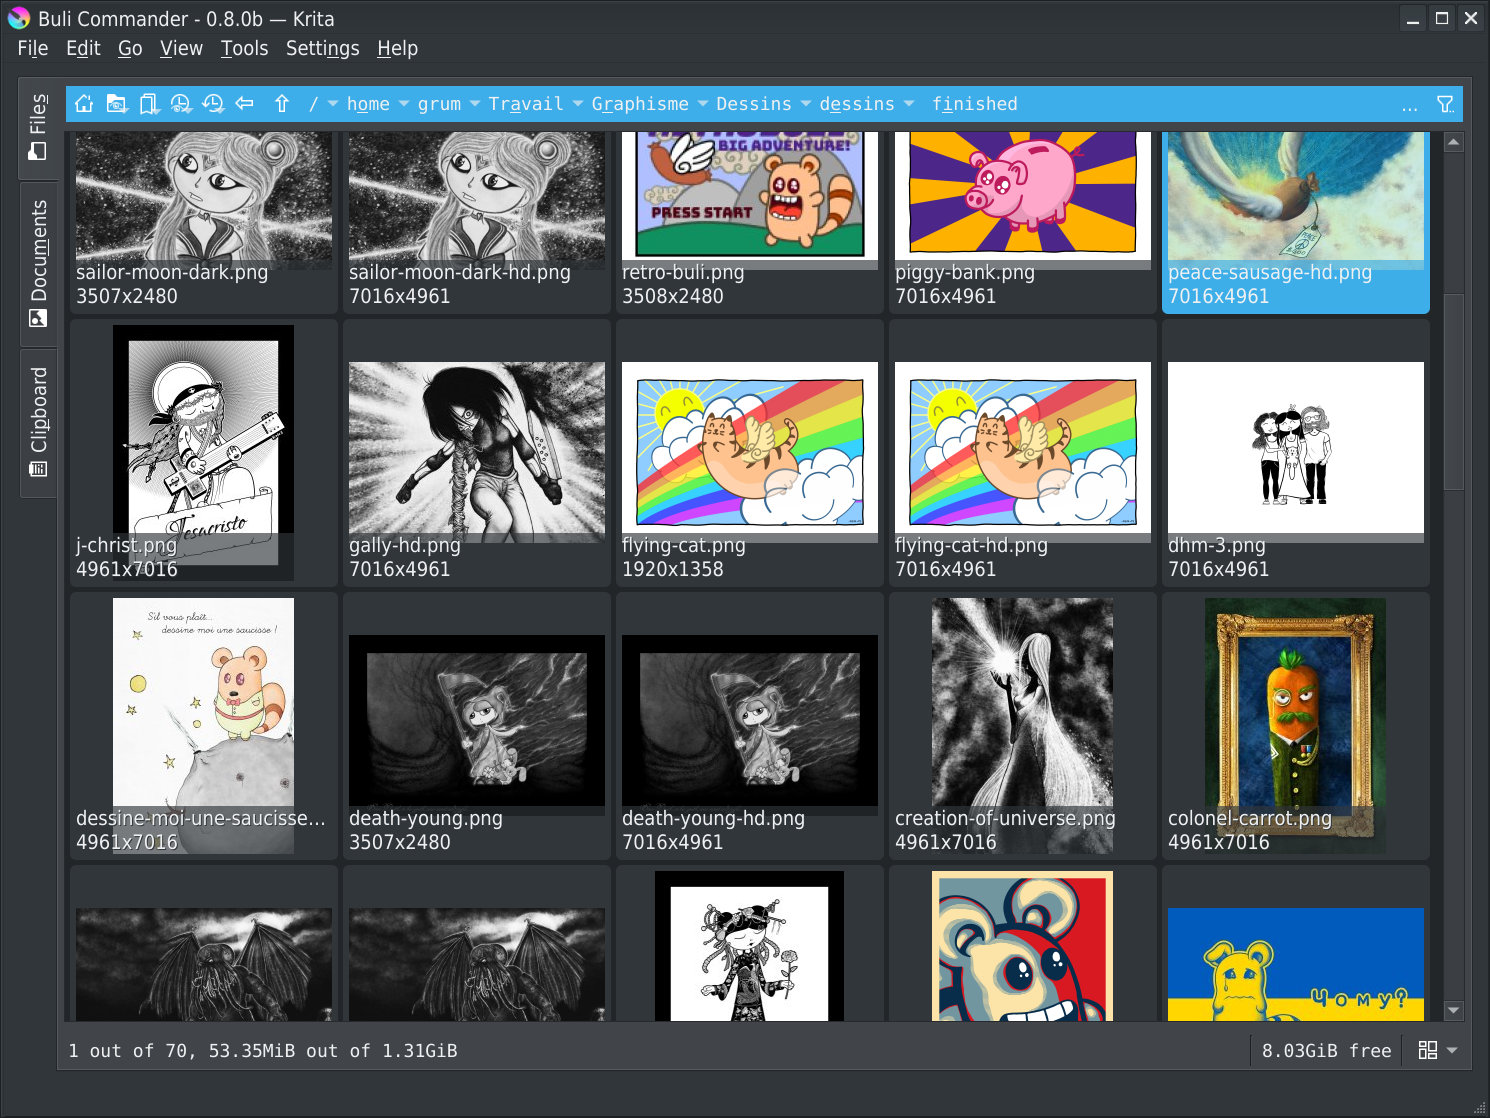 Buli Commander - 0.8.0b — Krita
File Edit Go View Tools Settings Help
Files
Documents
Clipboard
/ home grum Travail Graphisme Dessins dessins finished ...
BIG ADVENTURE!
PRESS START
PEACE
sailor-moon-dark.png
3507x2480
sailor-moon-dark-hd.png
7016x4961
retro-buli.png
3508x2480
piggy-bank.png
7016x4961
peace-sausage-hd.png
7016x4961
Jesucristo
j-christ.png
4961x7016
gally-hd.png
7016x4961
flying-cat.png
1920x1358
flying-cat-hd.png
7016x4961
dhm-3.png
7016x4961
S'il vous plaît...
dessine moi une saucisse !
dessine-moi-une-saucisse...
4961x7016
death-young.png
3507x2480
death-young-hd.png
7016x4961
creation-of-universe.png
4961x7016
colonel-carrot.png
4961x7016
Чому?
1 out of 70, 53.35MiB out of 1.31GiB
8.03GiB free